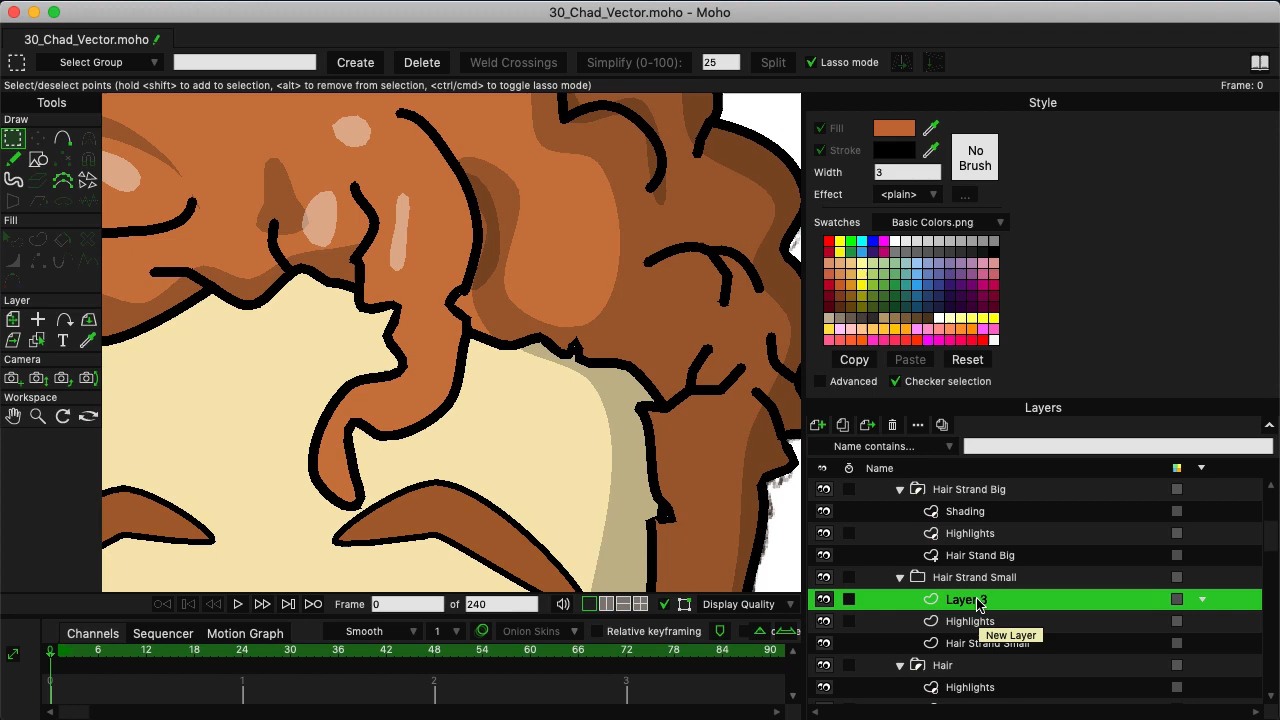 30_Chad_Vector.moho - Moho
30_Chad_Vector.moho
Select Group
Create
Delete
Weld Crossings
Simplify (0-100):
25
Split
Lasso mode
Select/deselect points (hold <shift> to add to selection, <alt> to remove from selection, <ctrl/cmd> to toggle lasso mode)
Frame: 0
Tools
Draw
Fill
Layer
Camera
Workspace
Style
Fill
Stroke
Width
3
Effect
<plain>
...
No
Brush
Swatches
Basic Colors.png
Copy
Paste
Reset
Advanced
Checker selection
Layers
Name contains...
Name
Hair Strand Big
Shading
Highlights
Hair Stand Big
Hair Strand Small
Highlights
New Layer
Hair Strand Small
Hair
Highlights
Frame
0
of
240
Display Quality
Channels
Sequencer
Motion Graph
Smooth
1
Onion Skins
Relative keyframing
0 6 12 18 24 30 36 42 48 54 60 66 72 78 84 90
0 1 2 3